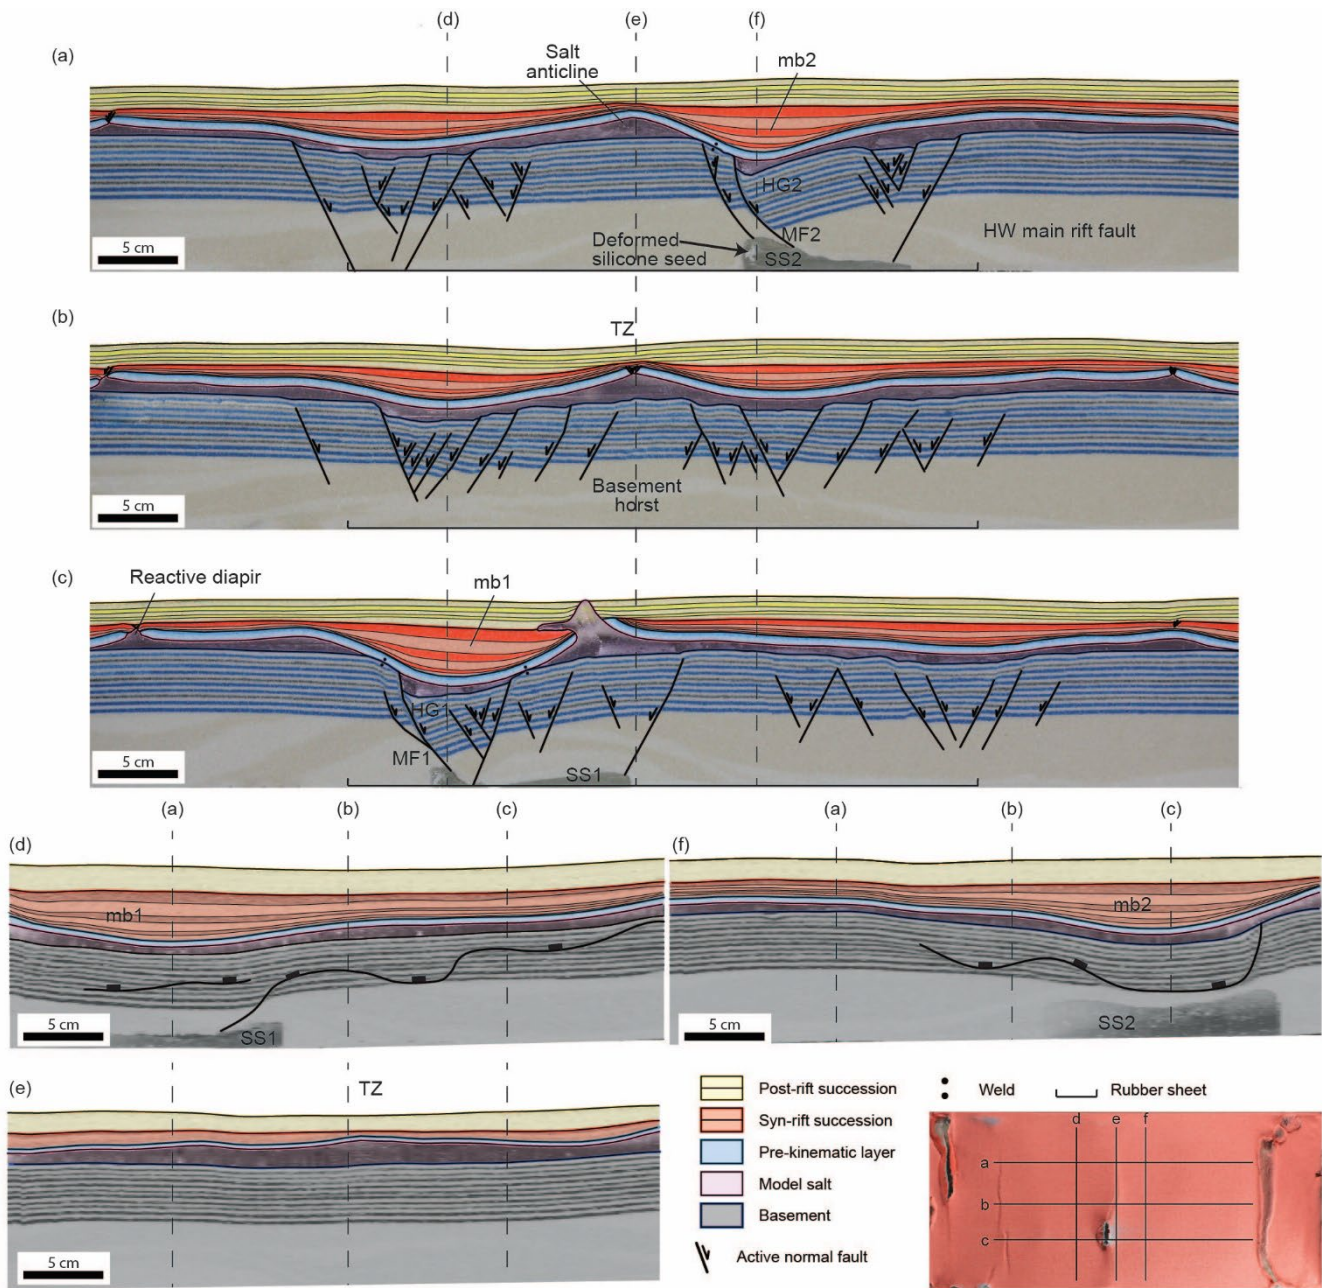 (d)
(e)
(f)
(a)
Salt
anticline
mb2
HG2
MF2
HW main rift fault
Deformed
silicone seed
SS2
5 cm
(b)
TZ
Basement
horst
5 cm
(c)
Reactive diapir
mb1
HG1
MF1
SS1
5 cm
(a)
(b)
(c)
(a)
(b)
(c)
(d)
mb1
SS1
5 cm
(f)
mb2
SS2
5 cm
(e)
TZ
5 cm
Post-rift succession
Syn-rift succession
Pre-kinematic layer
Model salt
Basement
Active normal fault
Weld
Rubber sheet
d
e
f
a
b
c